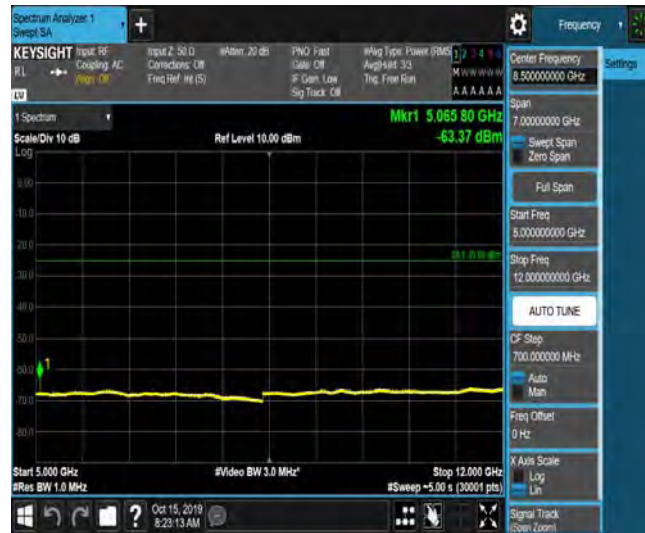 Spectrum Analyzer 1
Swept SA
+
Frequency
KEYSIGHT Input: RF
Coupling: AC
Align: Off
Input Z: 50 Ω
Corrections: Off
Freq Ref: Int (S)
#Atten: 20 dB
PNO: Fast
Gate: Off
IF Gain: Low
Sig Track: Off
#Avg Type: Power (RMS
Avg|Hold: 3/3
Trig: Free Run
1 2 3 4 5 6
M W W W W W
A A A A A A
LV
1 Spectrum
Scale/Div 10 dB
Log
Ref Level 10.00 dBm
Mkr1 5.065 80 GHz
-63.37 dBm
0.00
-10.0
-20.0
-30.0
-40.0
-50.0
-60.0
-70.0
-80.0
1
Start 5.000 GHz
#Res BW 1.0 MHz
#Video BW 3.0 MHz*
Stop 12.000 GHz
#Sweep ~5.00 s (30001 pts)
Oct 15, 2019
8:23:13 AM
Center Frequency
8.500000000 GHz
Settings
Span
7.00000000 GHz
Swept Span
Zero Span
Full Span
Start Freq
5.000000000 GHz
Stop Freq
12.000000000 GHz
AUTO TUNE
CF Step
700.000000 MHz
Auto
Man
Freq Offset
0 Hz
X Axis Scale
Log
Lin
Signal Track
(Span Zoom)